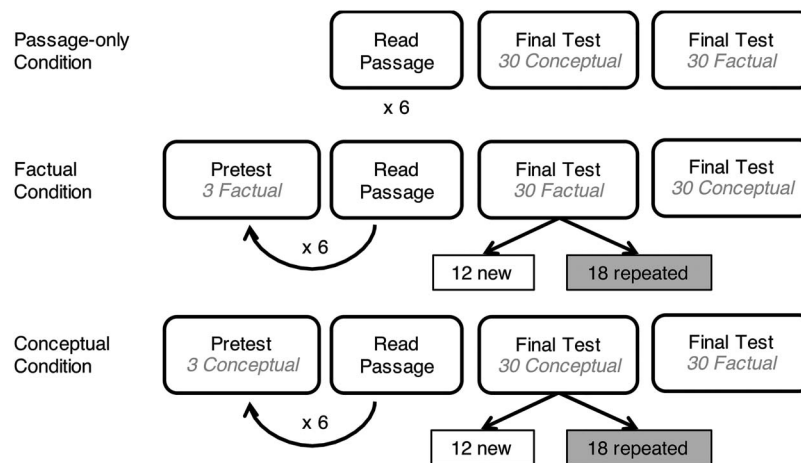 Passage-only
Condition
Read
Passage
Final Test
30 Conceptual
Final Test
30 Factual
x 6
Factual
Condition
Pretest
3 Factual
Read
Passage
Final Test
30 Factual
Final Test
30 Conceptual
x 6
12 new
18 repeated
Conceptual
Condition
Pretest
3 Conceptual
Read
Passage
Final Test
30 Conceptual
Final Test
30 Factual
x 6
12 new
18 repeated